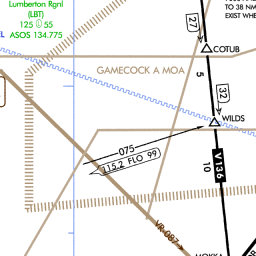 Lumberton Rgnl
(LBT)
125 55
ASOS 134.775
TO 38 NM
EXIST WHE
27
COTUB
GAMECOCK A MOA
5
32
WILDS
075
115.2 FLO 99
V136
10
VR-087